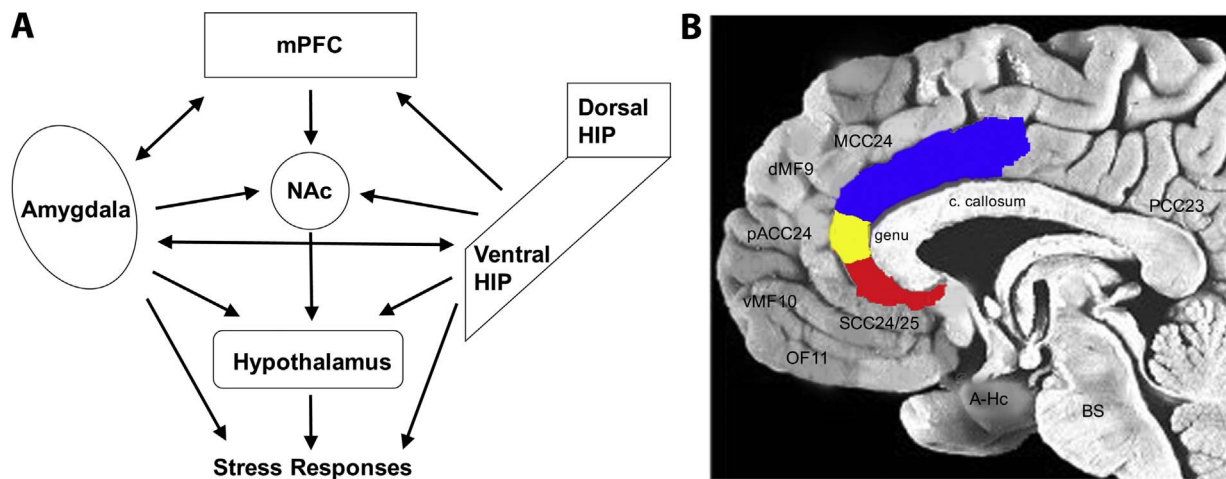 A
mPFC
Dorsal
HIP
NAc
Amygdala
Ventral
HIP
Hypothalamus
Stress Responses
B
MCC24
dMF9
c. callosum
PCC23
pACC24
genu
vMF10
SCC24/25
OF11
A-Hc
BS